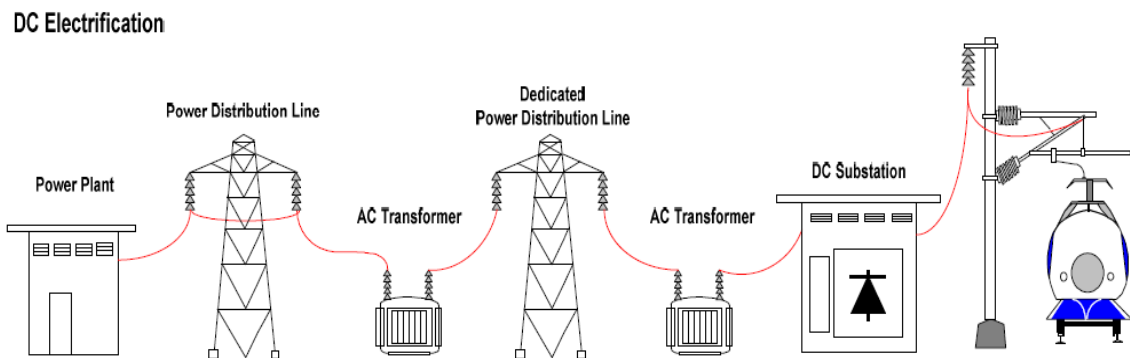 DC Electrification
Power Plant
Power Distribution Line
AC Transformer
Dedicated
Power Distribution Line
AC Transformer
DC Substation